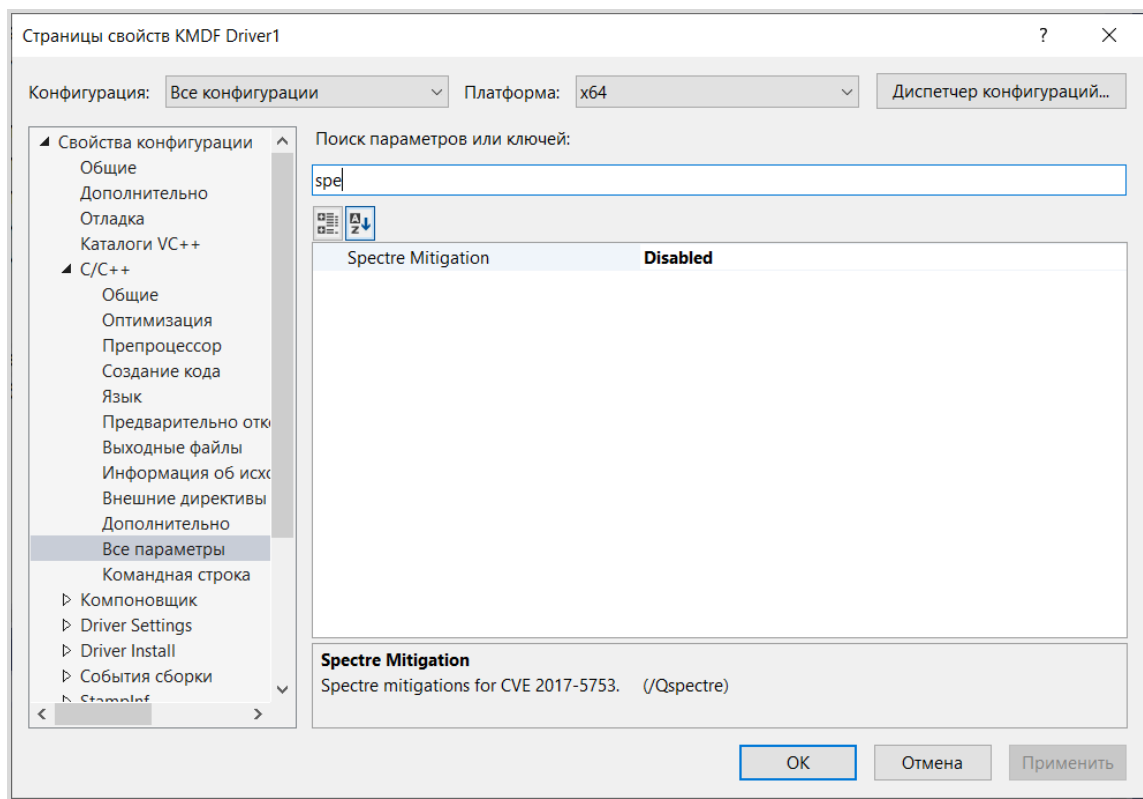 Страницы свойств KMDF Driver1
?
Конфигурация: Все конфигурации Платформа: x64 Диспетчер конфигураций...
Свойства конфигурации
Общие
Дополнительно
Отладка
Каталоги VC++
C/C++
Общие
Оптимизация
Препроцессор
Создание кода
Язык
Предварительно отко
Выходные файлы
Информация об исхо
Внешние директивы
Дополнительно
Все параметры
Командная строка
Компоновщик
Driver Settings
Driver Install
События сборки
StampInf
Поиск параметров или ключей:
spe
Spectre Mitigation Disabled
Spectre Mitigation
Spectre mitigations for CVE 2017-5753. (/Qspectre)
OK Отмена Применить